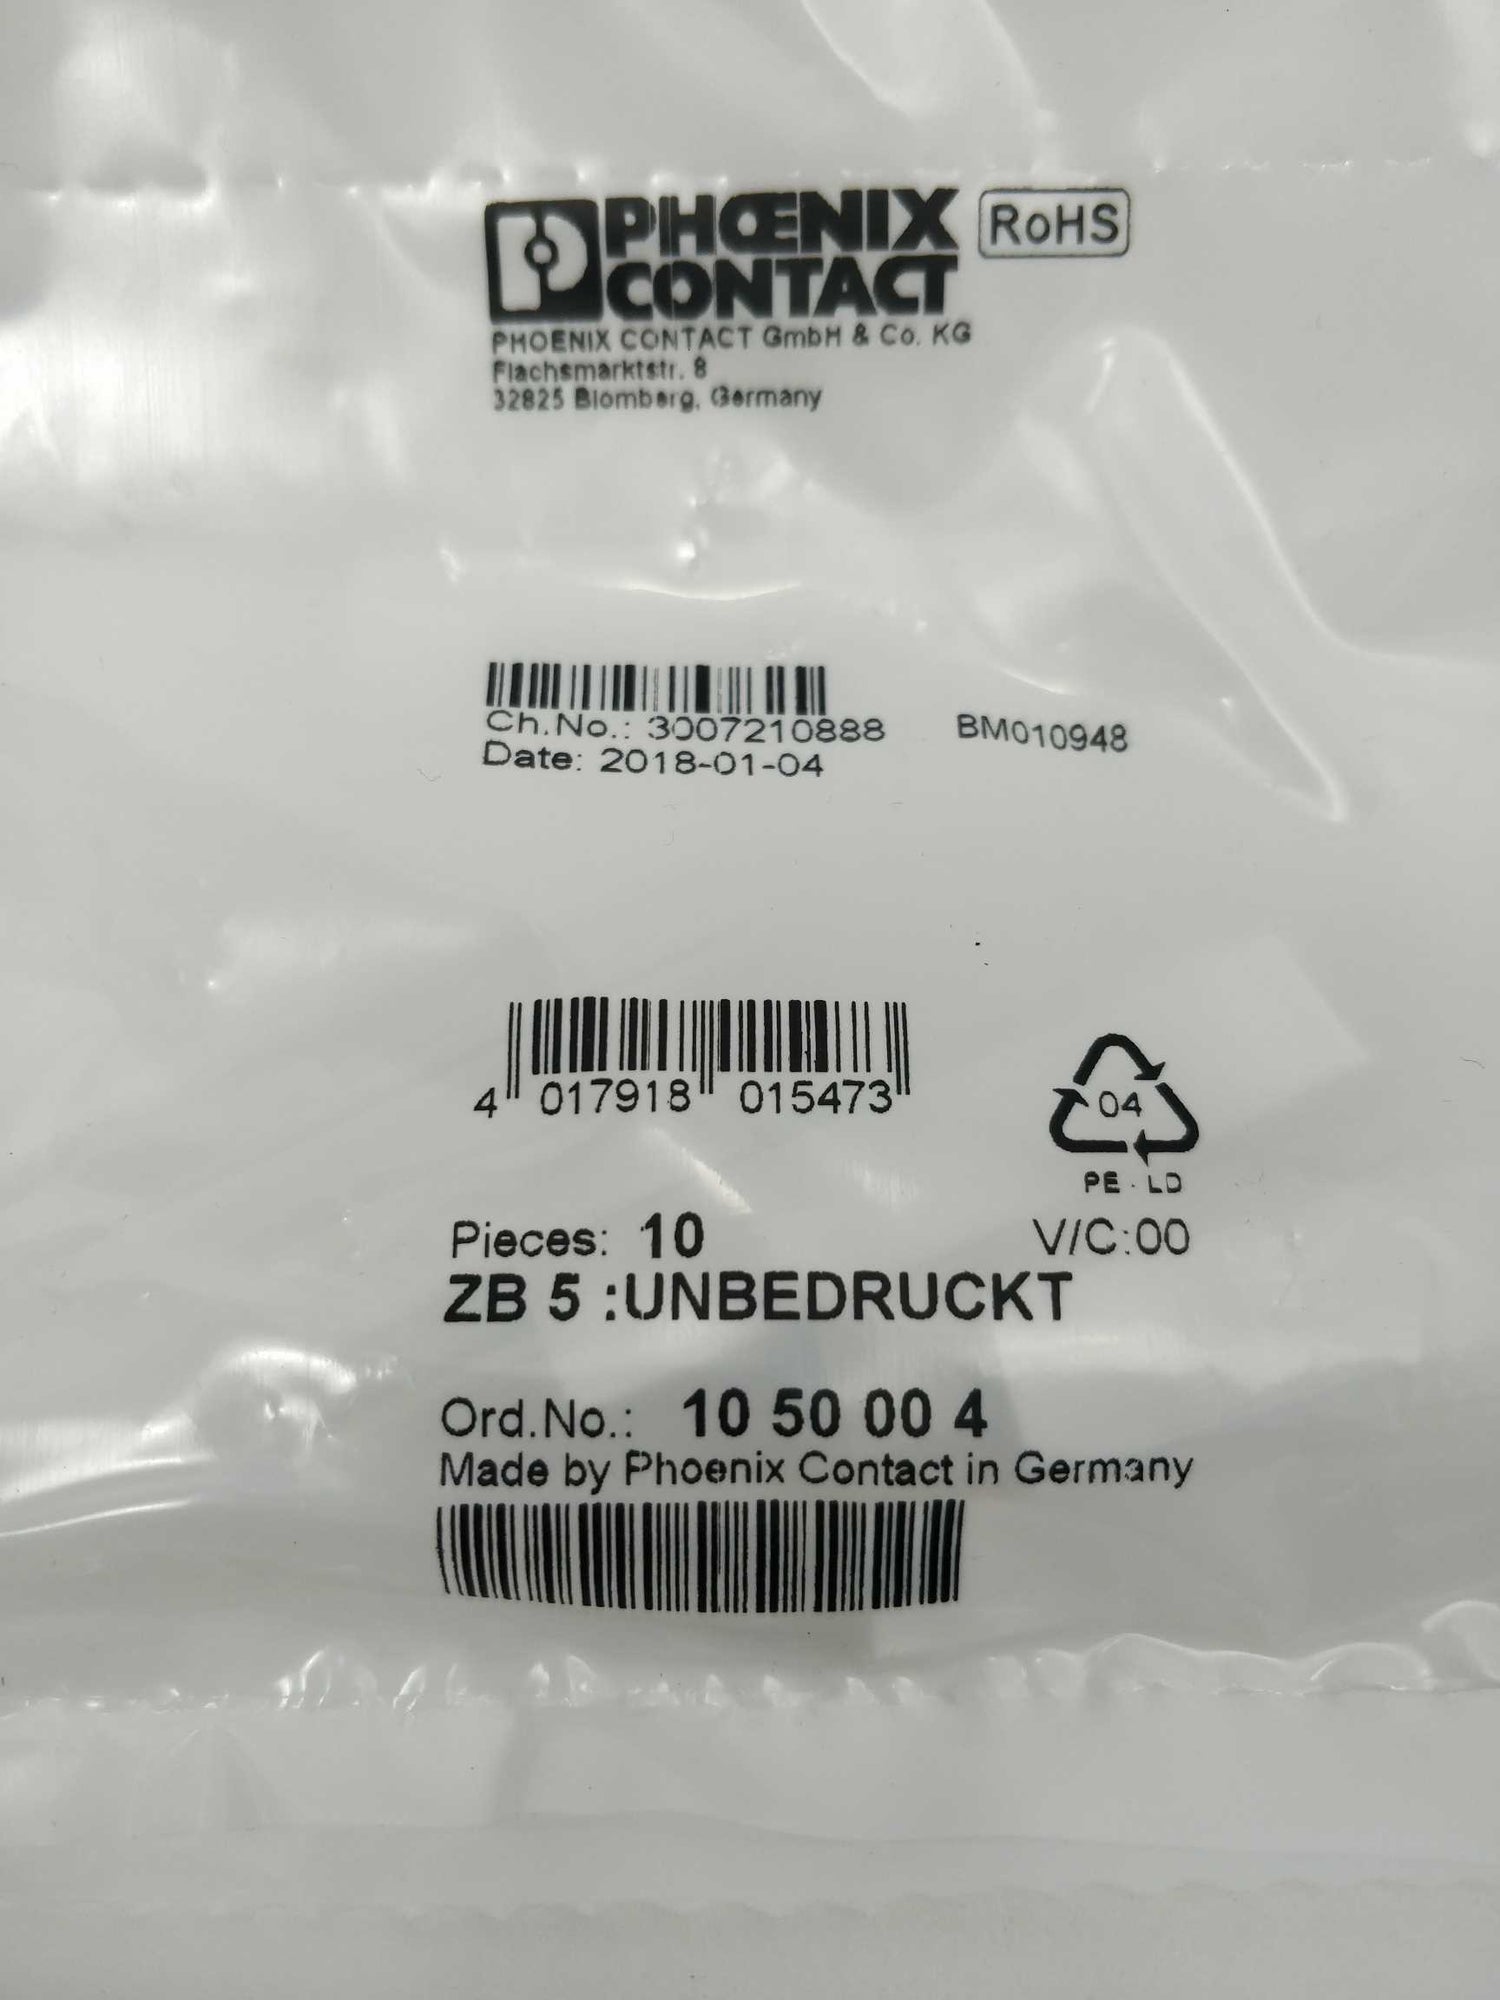 PHŒNIX RoHS
CONTACT
PHOENIX CONTACT GmbH & Co. KG
Flachsmarktstr. 8
32825 Blomberg, Germany
Ch.No.: 3007210888 BM010948
Date: 2018-01-04
4 017918 015473
04
PE-LD
Pieces: 10 V/C:00
ZB 5 :UNBEDRUCKT
Ord.No.: 10 50 00 4
Made by Phoenix Contact in Germany